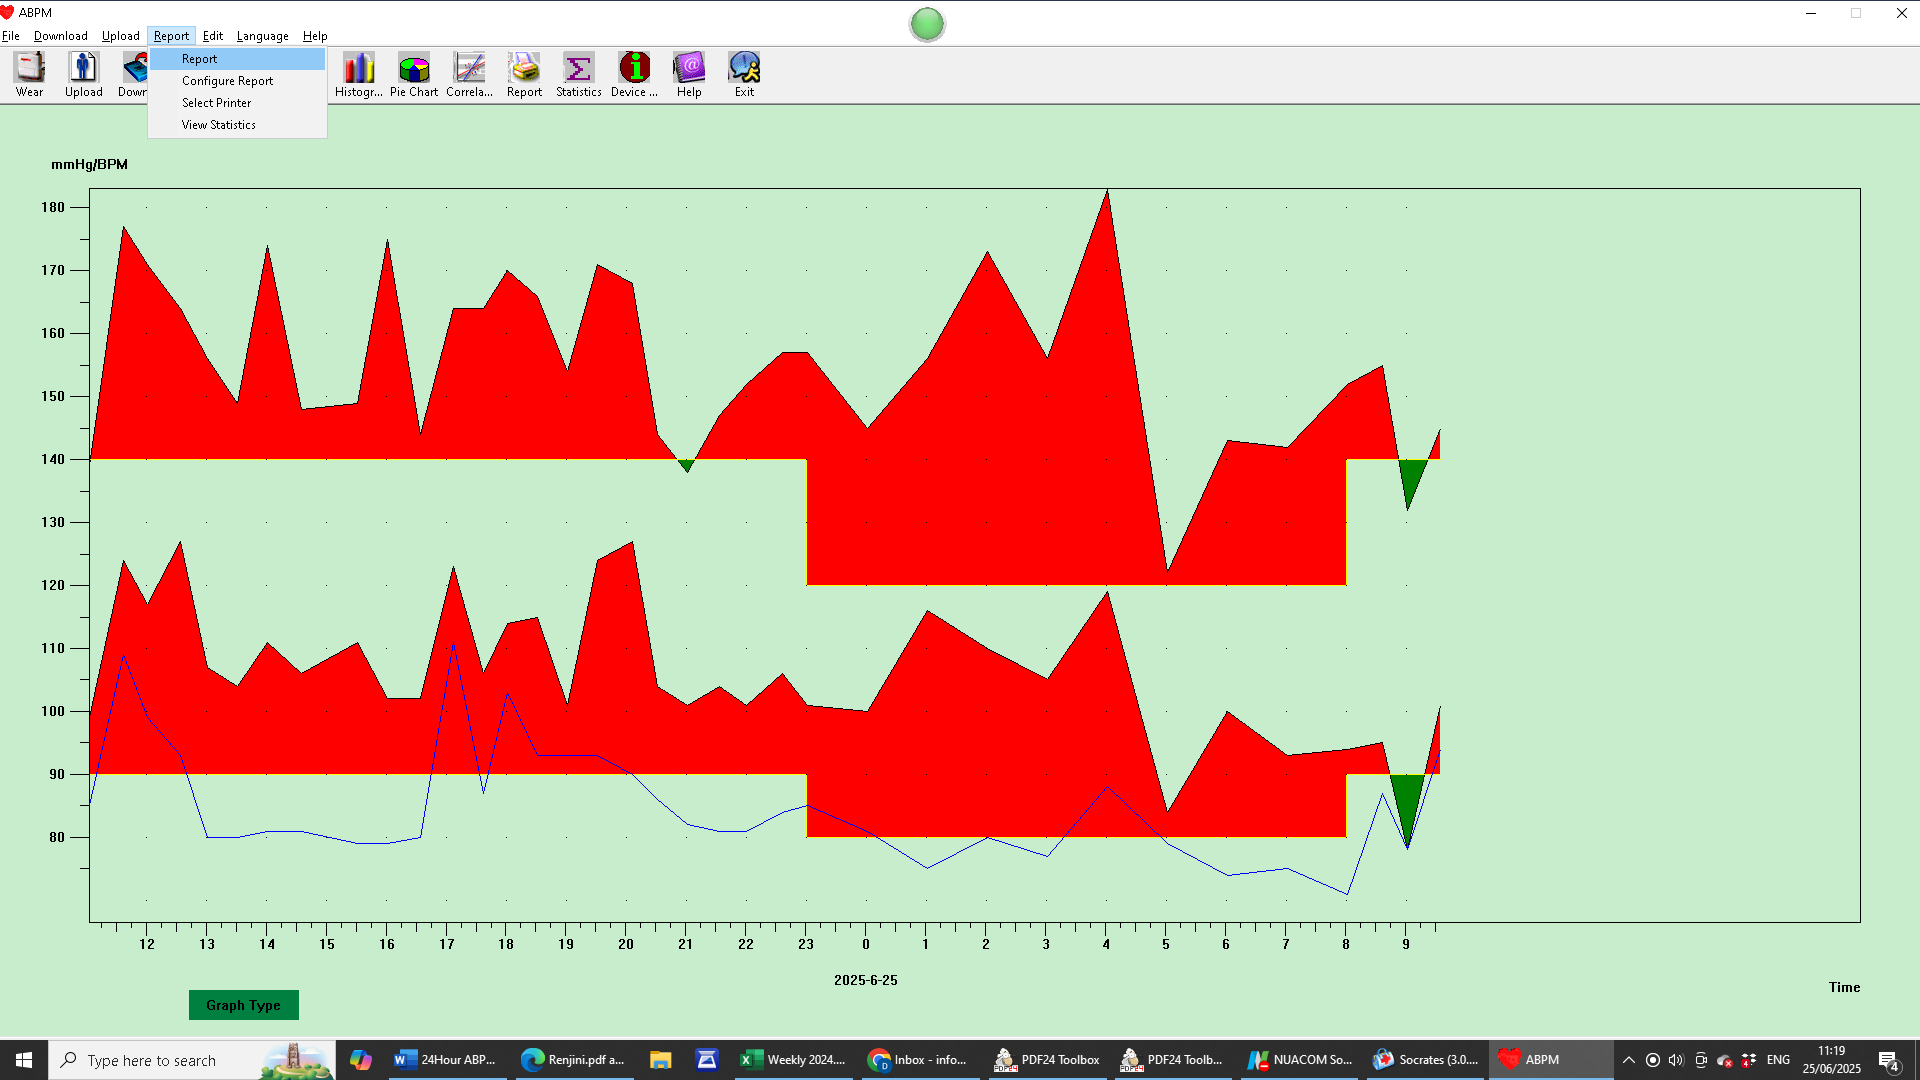 ABPM
File Download Upload Report Edit Language Help
Report
Configure Report
Select Printer
View Statistics
Wear Upload Down Histogr... Pie Chart Correla... Report Statistics Device ... Help Exit
mmHg/BPM
180
170
160
150
140
130
120
110
100
90
80
12 13 14 15 16 17 18 19 20 21 22 23 0 1 2 3 4 5 6 7 8 9
2025-6-25
Time
Graph Type
Type here to search
24Hour ABP... Renjini.pdf a... Weekly 2024.... Inbox - info... PDF24 Toolbox PDF24 Toolb... NUACOM So... Socrates (3.0.... ABPM
ENG
11:19
25/06/2025
4